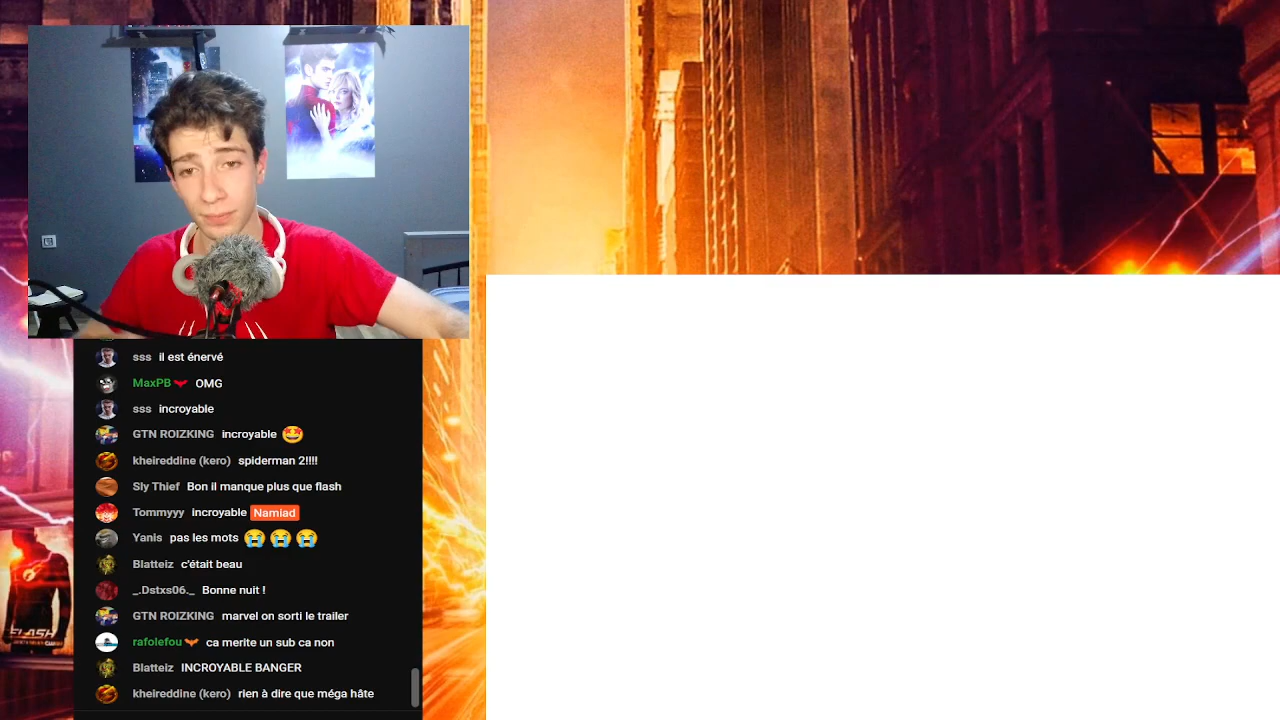 sss il est énervé
MaxPB OMG
sss incroyable
GTN ROIZKING incroyable 🤩
kheireddine (kero) spiderman 2!!!!
Sly Thief Bon il manque plus que flash
Tommyyy incroyable Namiad
Yanis pas les mots 😭 😭 😭
Blatteiz c'était beau
_.Dstxs06._ Bonne nuit !
GTN ROIZKING marvel on sorti le trailer
rafolefou ca merite un sub ca non
Blatteiz INCROYABLE BANGER
kheireddine (kero) rien à dire que méga hâte
FLASH